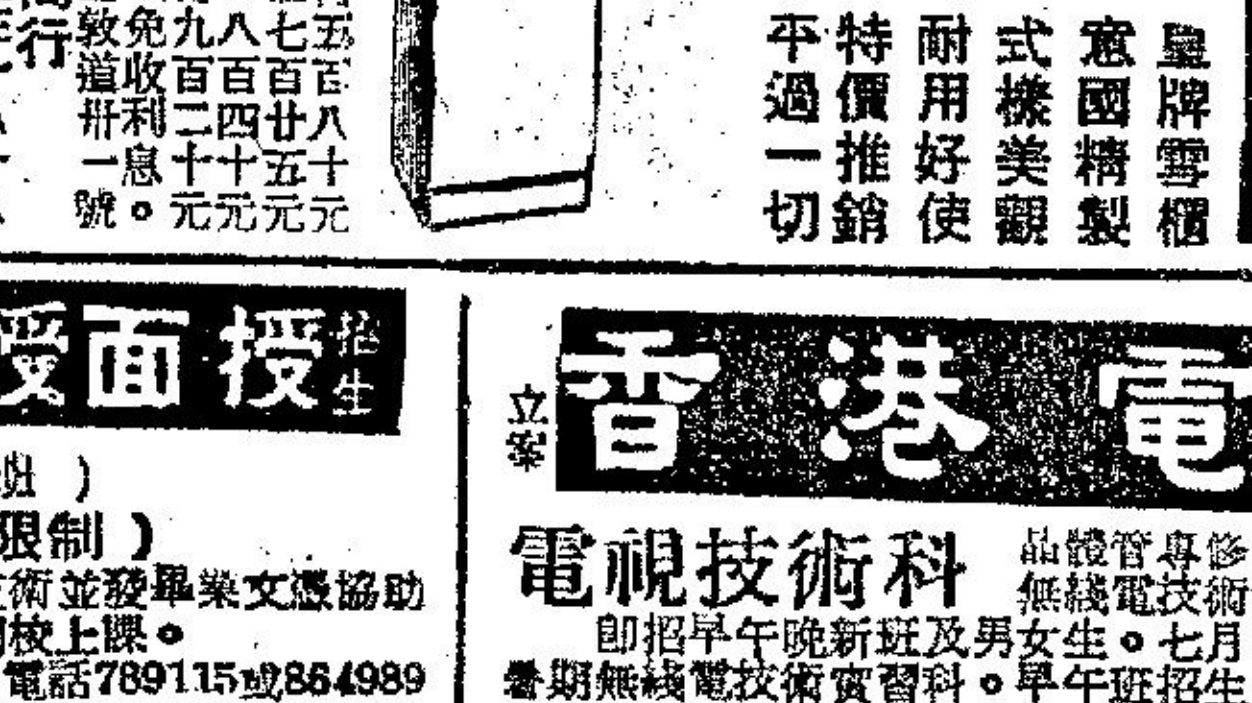 皇牌雪櫃
意國精製
式樣美觀
耐用好使
特價推銷
平過一切
五百八十元
七百廿五元
八百四十元
九百二十元
免收利息。
敦道卅一號
行
面授招生
)
限制)
術並發畢業文憑協助
校上課。
電話789115或864989
立案
香港電
電視技術科
品體管專修
無綫電技術
即招早午晚新班及男女生。七月
暑期無綫電技術實習科。早午班招生